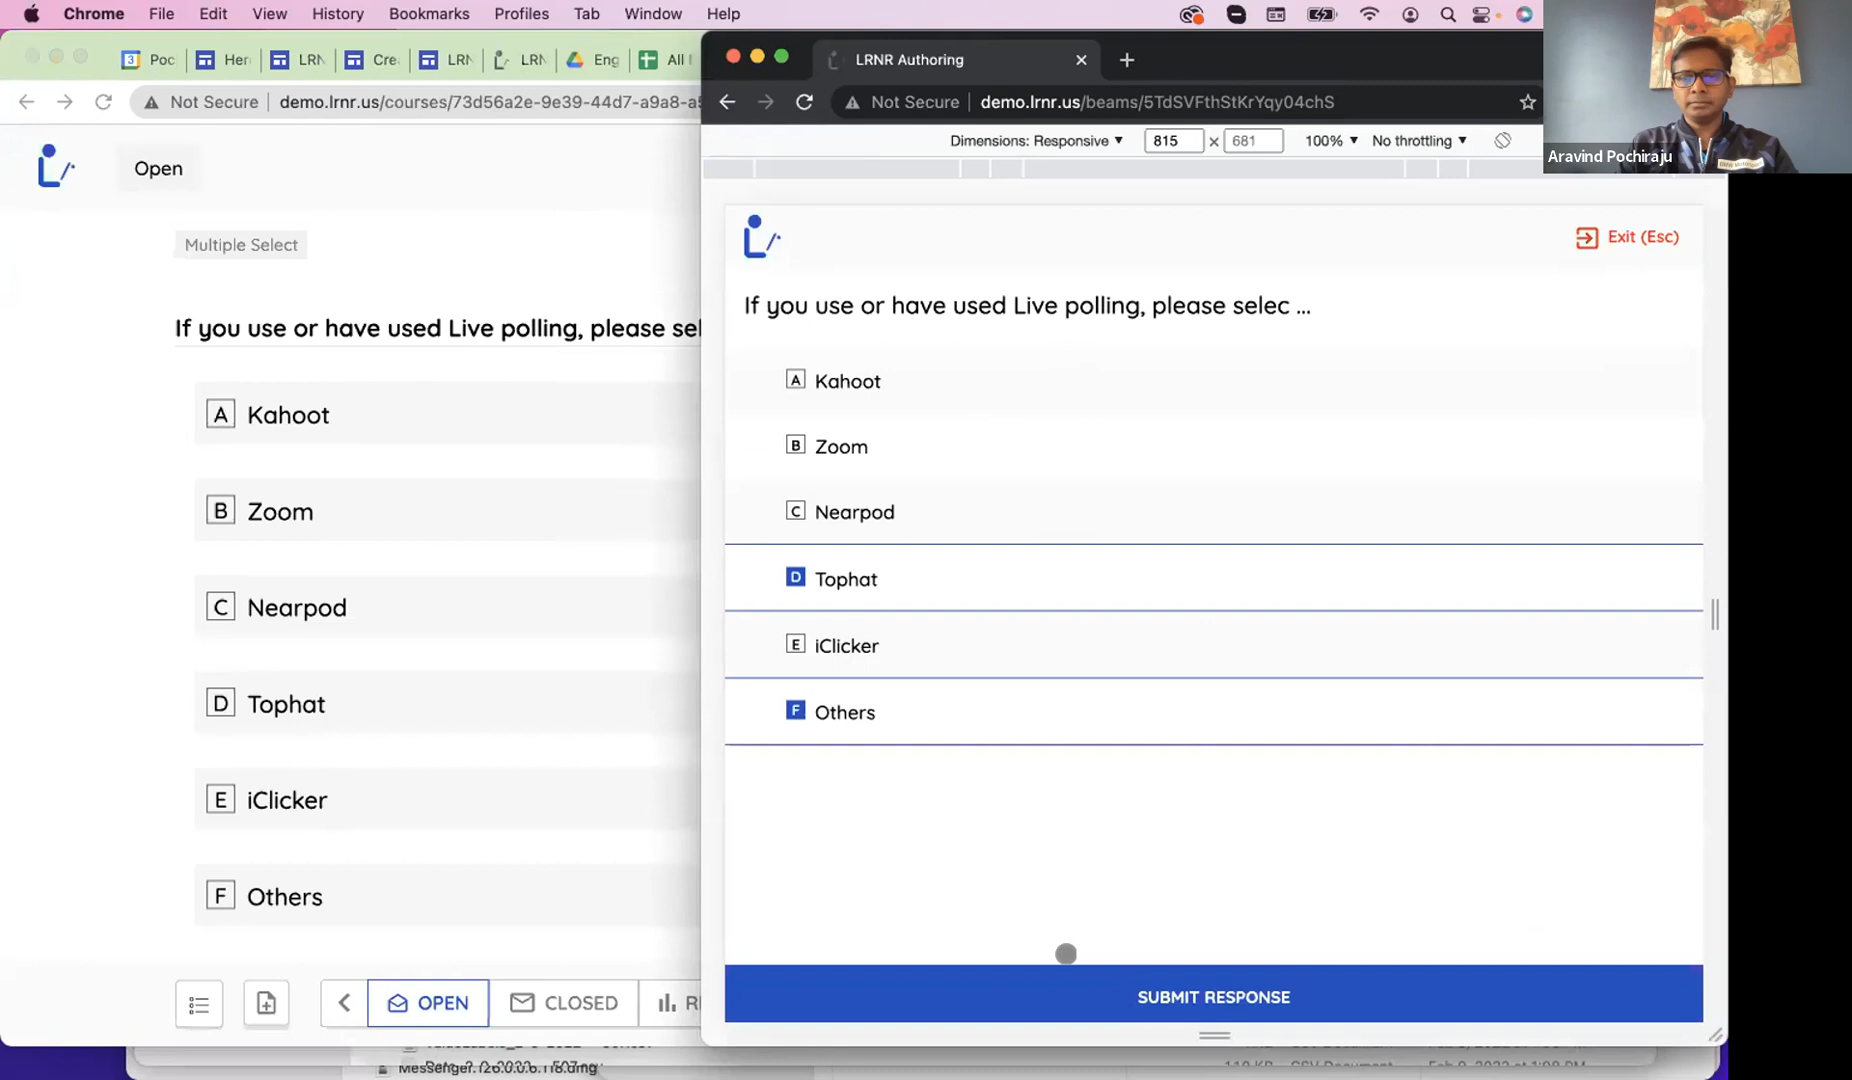 Chrome File Edit View History Bookmarks Profiles Tab Window Help
3 Poc Her LRN Cre LRN LRN Eng All
LRNR Authoring
Not Secure demo.lrnr.us/courses/73d56a2e-9e39-44d7-a9a8-a
Not Secure demo.lrnr.us/beams/5TdSVFthStKrYqy04chS
Dimensions: Responsive 815 x 681 100% No throttling
Aravind Pochiraju
Open
Multiple Select
If you use or have used Live polling, please sel
A Kahoot
B Zoom
C Nearpod
D Tophat
E iClicker
F Others
OPEN CLOSED
Exit (Esc)
If you use or have used Live polling, please selec ...
A Kahoot
B Zoom
C Nearpod
D Tophat
E iClicker
F Others
SUBMIT RESPONSE